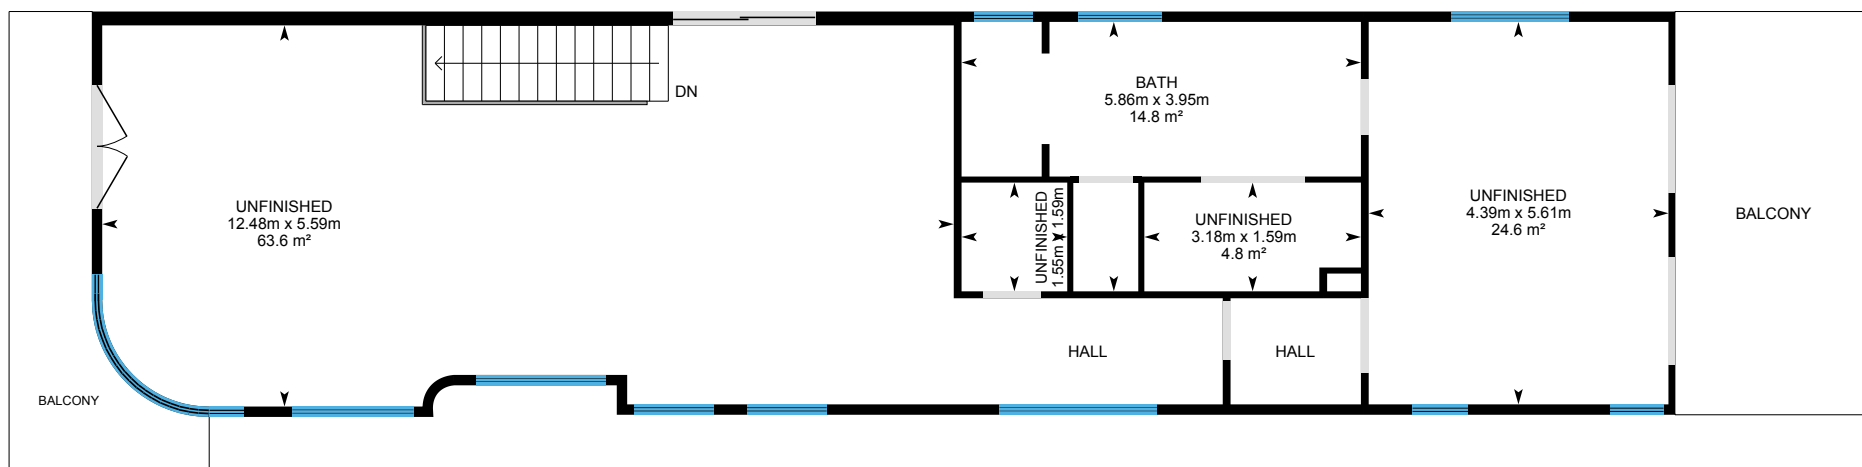 DN
BATH
5.86m x 3.95m
14.8 m²
UNFINISHED
12.48m x 5.59m
63.6 m²
UNFINISHED
1.55m x 1.59m
UNFINISHED
3.18m x 1.59m
4.8 m²
UNFINISHED
4.39m x 5.61m
24.6 m²
BALCONY
HALL
HALL
BALCONY